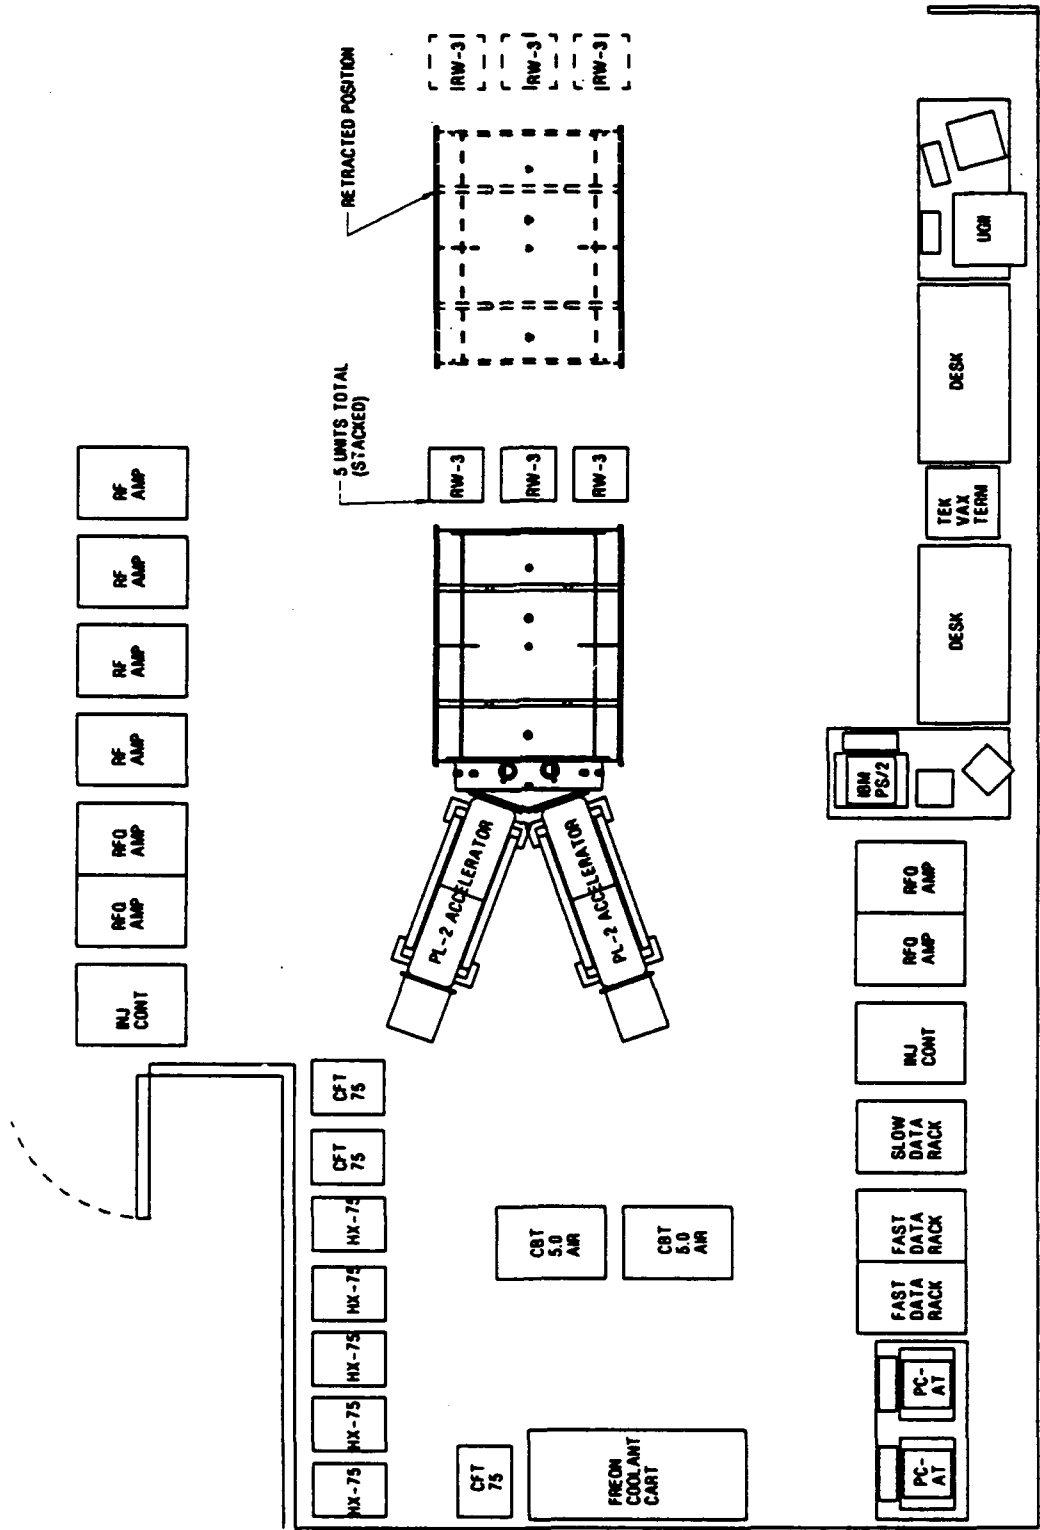 RETRACTED POSITION
RW-3
RW-3
RW-3
5 UNITS TOTAL
(STACKED)
RW-3
RW-3
RW-3
RF
AMP
RF
AMP
RF
AMP
RF
AMP
RFQ
AMP
RFQ
AMP
INJ
CONT
PL-2 ACCELERATOR
PL-2 ACCELERATOR
CFT
75
CFT
75
HX-75
HX-75
HX-75
HX-75
HX-75
CFT
75
CBT
5.0
AIR
CBT
5.0
AIR
FREON
COOLANT
CART
DESK
TEK
VAX
TERM
DESK
IBM
PS/2
RFQ
AMP
RFQ
AMP
INJ
CONT
SLOW
DATA
RACK
FAST
DATA
RACK
FAST
DATA
RACK
PC-
AT
PC-
AT